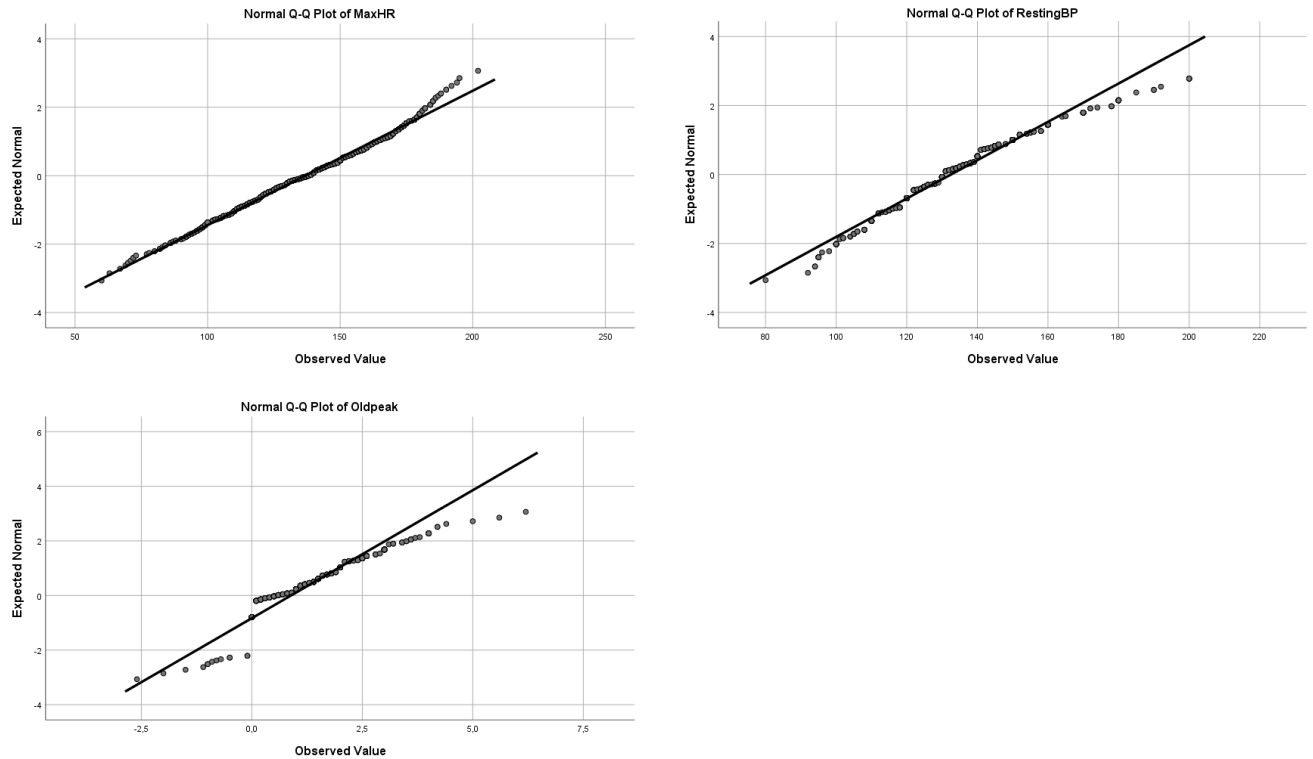 Normal Q-Q Plot of MaxHR
4
2
0
-2
-4
Expected Normal
50 100 150 200 250
Observed Value
Normal Q-Q Plot of RestingBP
4
2
0
-2
-4
Expected Normal
80 100 120 140 160 180 200 220
Observed Value
Normal Q-Q Plot of Oldpeak
6
4
2
0
-2
-4
Expected Normal
-2,5 0,0 2,5 5,0 7,5
Observed Value